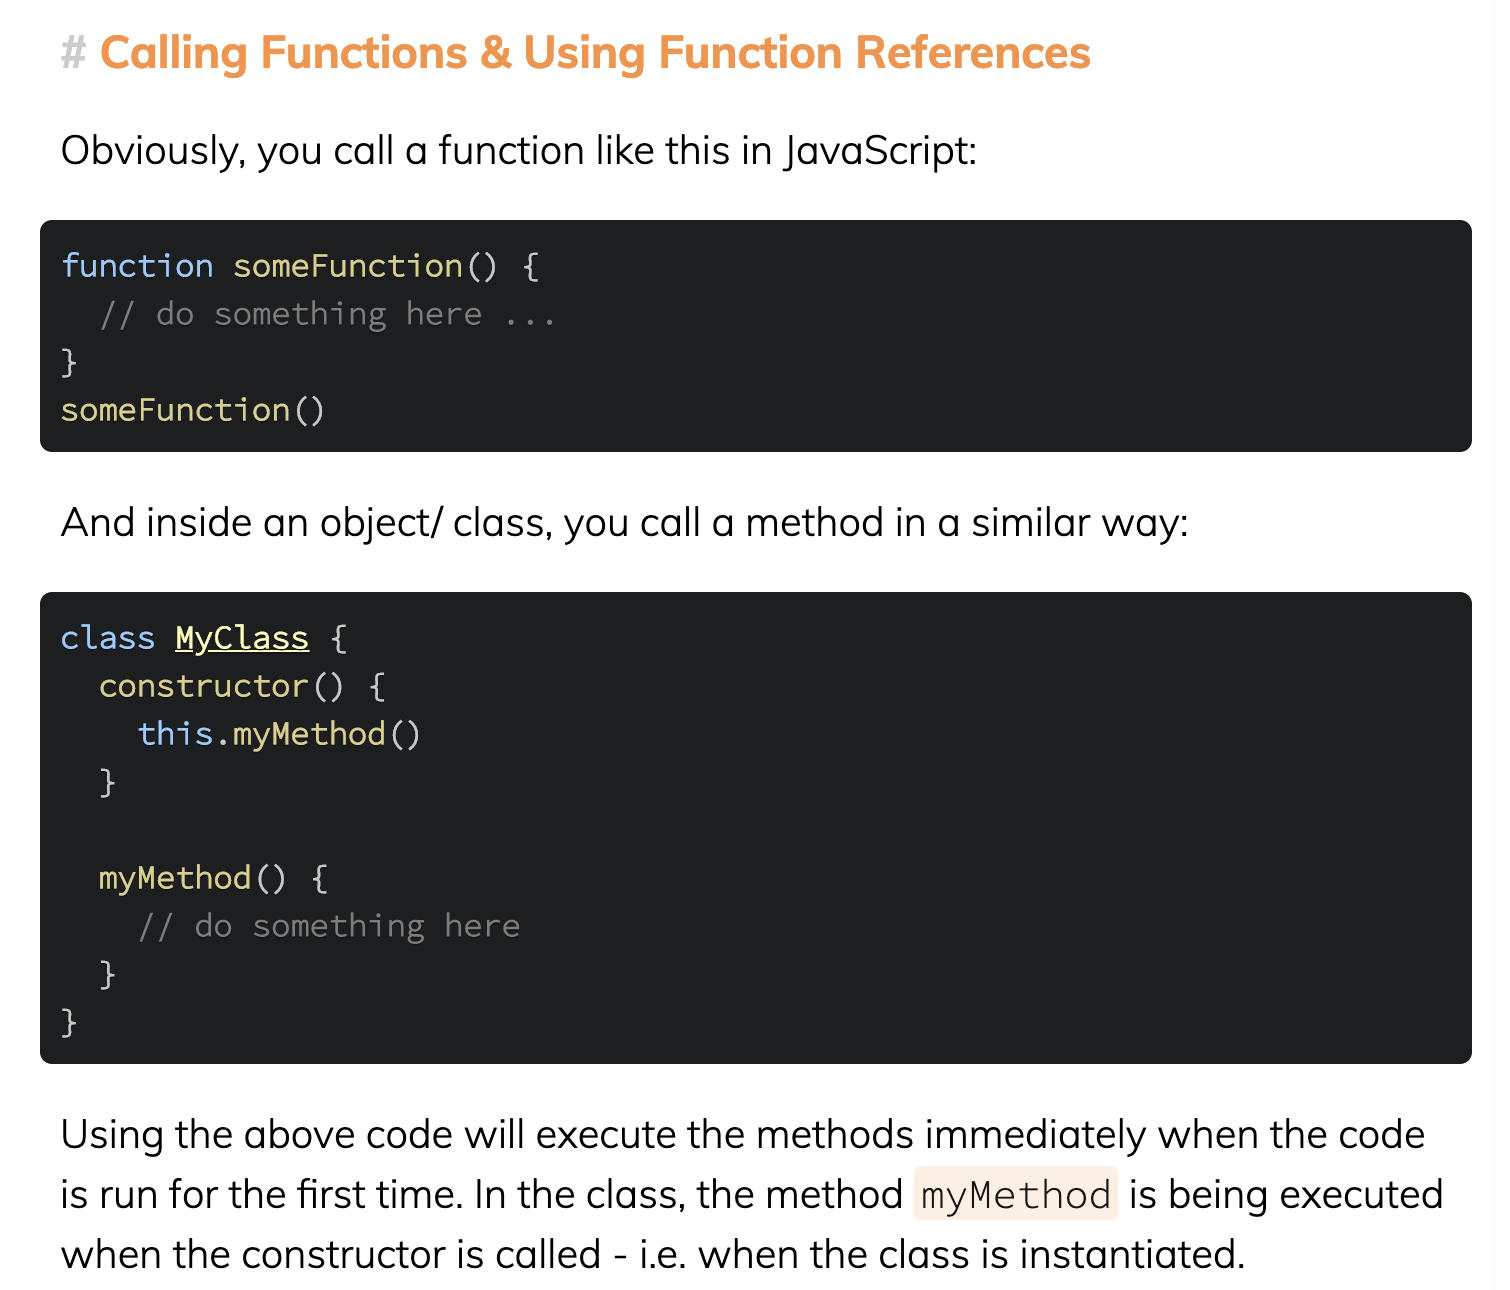 # Calling Functions & Using Function References
Obviously, you call a function like this in JavaScript:
function someFunction() {
  // do something here ...
}
someFunction()
And inside an object/ class, you call a method in a similar way:
class MyClass {
  constructor() {
    this.myMethod()
  }

  myMethod() {
    // do something here
  }
}
Using the above code will execute the methods immediately when the code
is run for the first time. In the class, the method myMethod is being executed
when the constructor is called - i.e. when the class is instantiated.